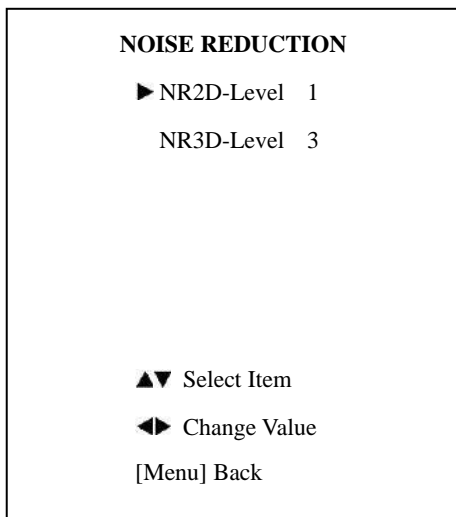 NOISE REDUCTION
▶ NR2D-Level 1
NR3D-Level 3
▲▼ Select Item
◀▶ Change Value
[Menu] Back